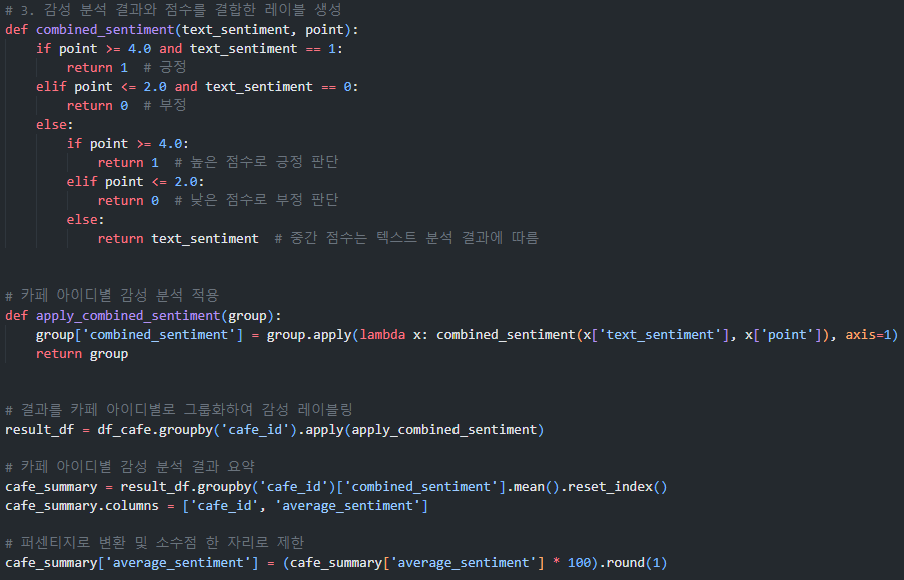 # 3. 감성 분석 결과와 점수를 결합한 레이블 생성
def combined_sentiment(text_sentiment, point):
    if point >= 4.0 and text_sentiment == 1:
        return 1  # 긍정
    elif point <= 2.0 and text_sentiment == 0:
        return 0  # 부정
    else:
        if point >= 4.0:
            return 1  # 높은 점수로 긍정 판단
        elif point <= 2.0:
            return 0  # 낮은 점수로 부정 판단
        else:
            return text_sentiment  # 중간 점수는 텍스트 분석 결과에 따름
# 카페 아이디별 감성 분석 적용
def apply_combined_sentiment(group):
    group['combined_sentiment'] = group.apply(lambda x: combined_sentiment(x['text_sentiment'], x['point']), axis=1)
    return group
# 결과를 카페 아이디별로 그룹화하여 감성 레이블링
result_df = df_cafe.groupby('cafe_id').apply(apply_combined_sentiment)
# 카페 아이디별 감성 분석 결과 요약
cafe_summary = result_df.groupby('cafe_id')['combined_sentiment'].mean().reset_index()
cafe_summary.columns = ['cafe_id', 'average_sentiment']
# 퍼센티지로 변환 및 소수점 한 자리로 제한
cafe_summary['average_sentiment'] = (cafe_summary['average_sentiment'] * 100).round(1)